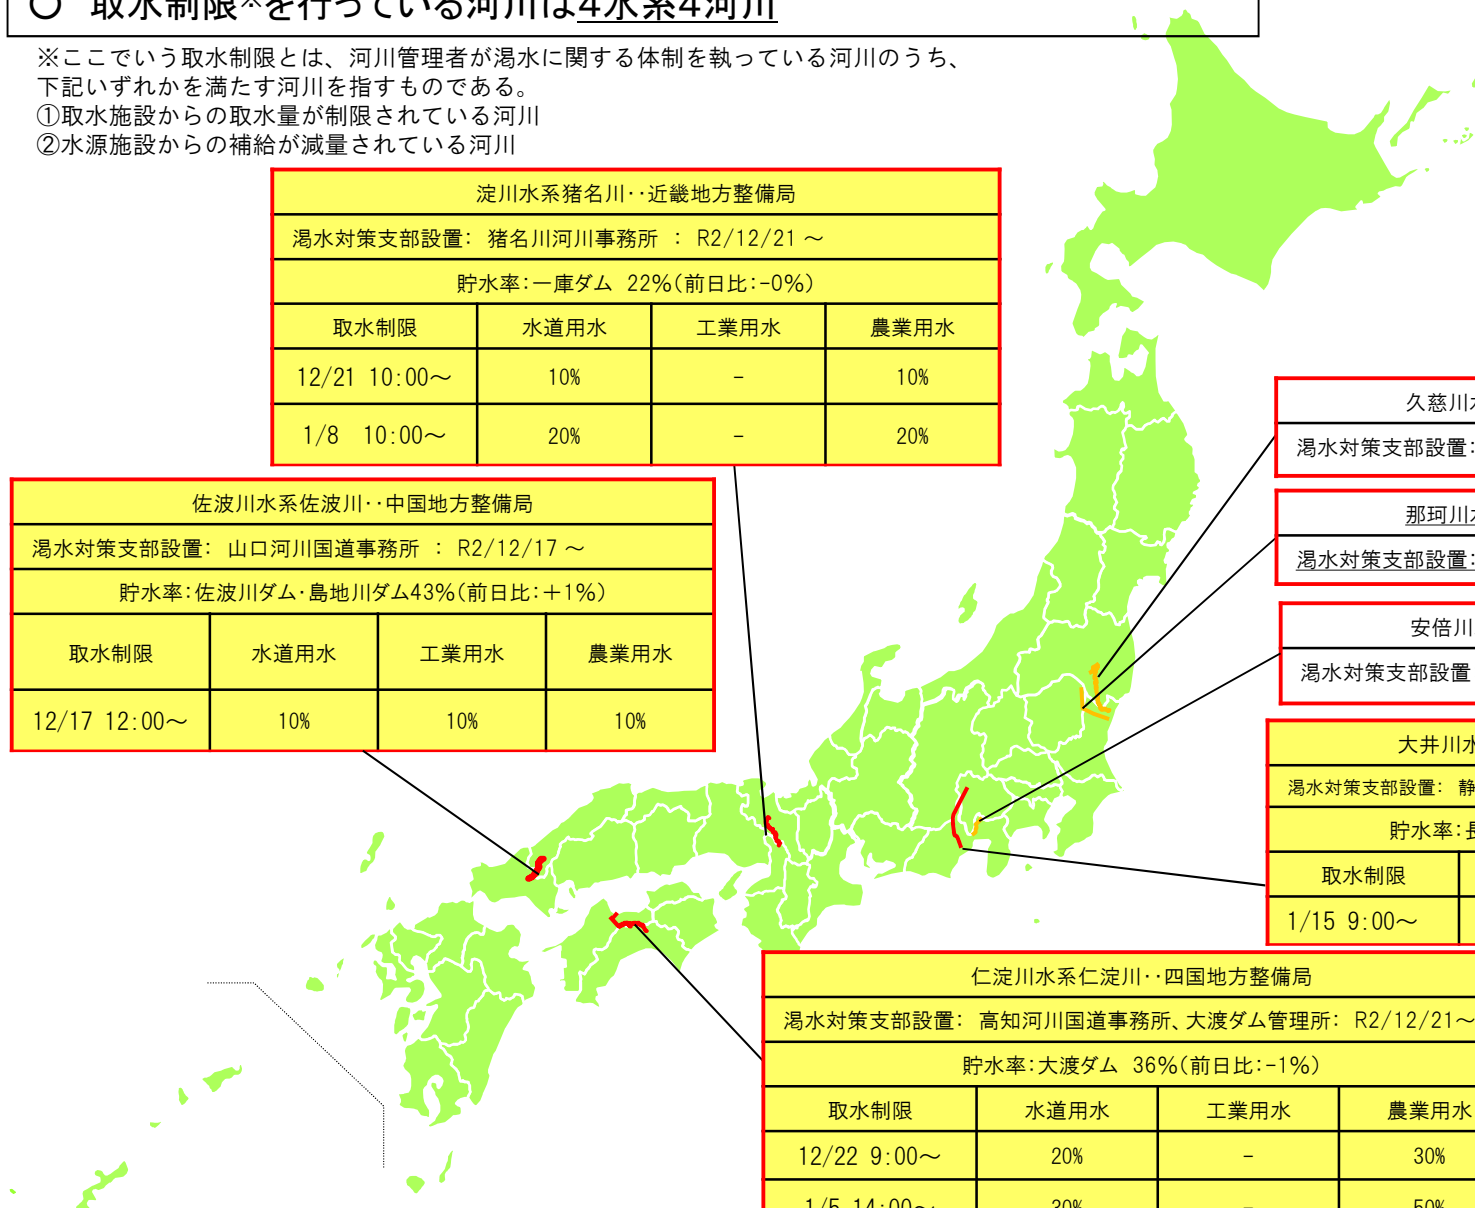 ○ 取水制限※を行っている河川は4水系4河川
※ここでいう取水制限とは、河川管理者が渇水に関する体制を執っている河川のうち、
下記いずれかを満たす河川を指すものである。
①取水施設からの取水量が制限されている河川
②水源施設からの補給が減量されている河川
淀川水系猪名川‥近畿地方整備局
渇水対策支部設置: 猪名川河川事務所 : R2/12/21～
貯水率:一庫ダム 22%(前日比:-0%)
取水制限 水道用水 工業用水 農業用水
12/21 10:00～ 10% - 10%
1/8 10:00～ 20% - 20%
佐波川水系佐波川‥中国地方整備局
渇水対策支部設置: 山口河川国道事務所 : R2/12/17～
貯水率:佐波川ダム・島地川ダム43%(前日比:+1%)
取水制限 水道用水 工業用水 農業用水
12/17 12:00～ 10% 10% 10%
久慈川
渇水対策支部設置:
那珂川
渇水対策支部設置:
安倍川
渇水対策支部設置
大井川水
渇水対策支部設置: 静
貯水率:長
取水制限
1/15 9:00～
仁淀川水系仁淀川‥四国地方整備局
渇水対策支部設置: 高知河川国道事務所、大渡ダム管理所: R2/12/21～
貯水率:大渡ダム 36%(前日比:-1%)
取水制限 水道用水 工業用水 農業用水
12/22 9:00～ 20% - 30%
1/5 14:00～ 30% - 50%